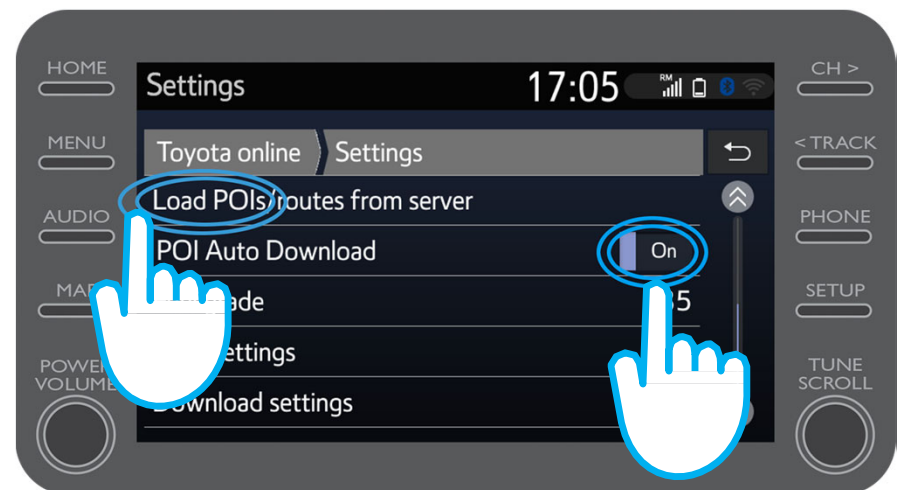 HOME
MENU
AUDIO
MAP
POWER
VOLUME
Settings
17:05
RM
Toyota online
Settings
Load POIs/routes from server
POI Auto Download
On
Download settings
CH >
< TRACK
PHONE
SETUP
TUNE
SCROLL